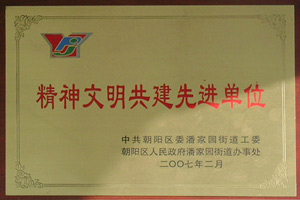 精神文明共建先进单位
中共朝阳区委潘家园街道工委
朝阳区人民政府潘家园街道办事处
二〇〇七年二月